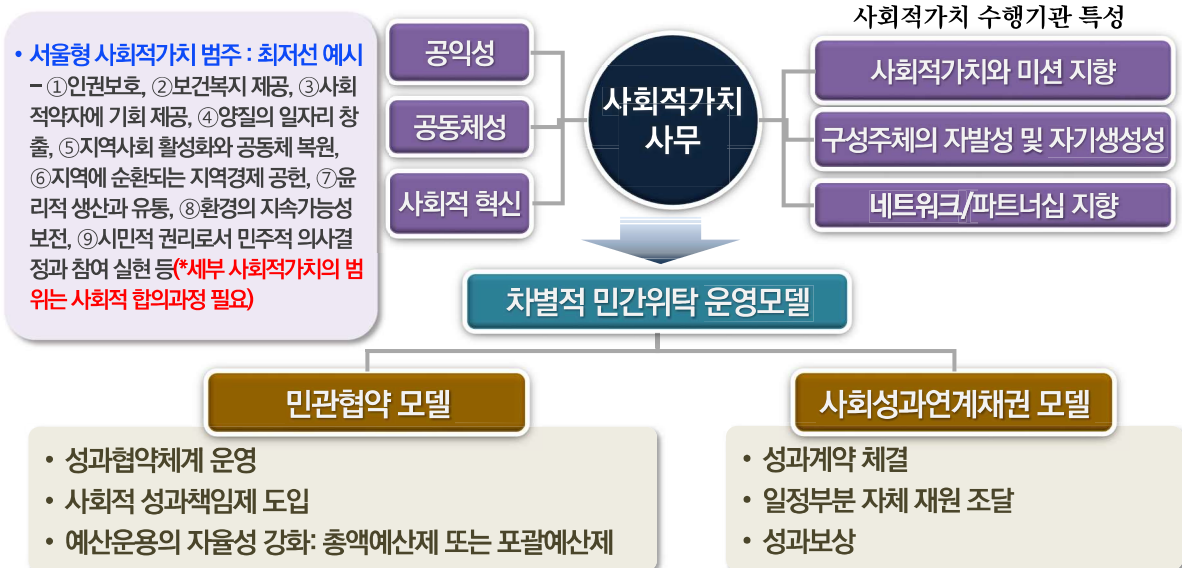 사회적가치 수행기관 특성
• 서울형 사회적가치 범주 : 최저선 예시
– ①인권보호, ②보건복지 제공, ③사회
적약자에 기회 제공, ④양질의 일자리 창
출, ⑤지역사회 활성화와 공동체 복원,
⑥지역에 순환되는 지역경제 공헌, ⑦윤
리적 생산과 유통, ⑧환경의 지속가능성
보전, ⑨시민적 권리로서 민주적 의사결
정과 참여 실현 등(*세부 사회적가치의 범
위는 사회적 합의과정 필요)
공익성
공동체성
사회적 혁신
사회적가치
사무
사회적가치와 미션 지향
구성주체의 자발성 및 자기생성성
네트워크/파트너십 지향
차별적 민간위탁 운영모델
민관협약 모델
• 성과협약체계 운영
• 사회적 성과책임제 도입
• 예산운용의 자율성 강화: 총액예산제 또는 포괄예산제
사회성과연계채권 모델
• 성과계약 체결
• 일정부분 자체 재원 조달
• 성과보상